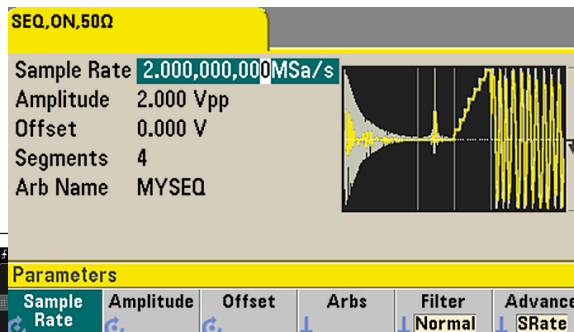 SEQ,ON,50Ω
Sample Rate 2.000,000,000MSa/s
Amplitude 2.000 Vpp
Offset 0.000 V
Segments 4
Arb Name MYSEQ
Parameters
Sample Rate Amplitude Offset Arbs Filter Normal Advance SRate